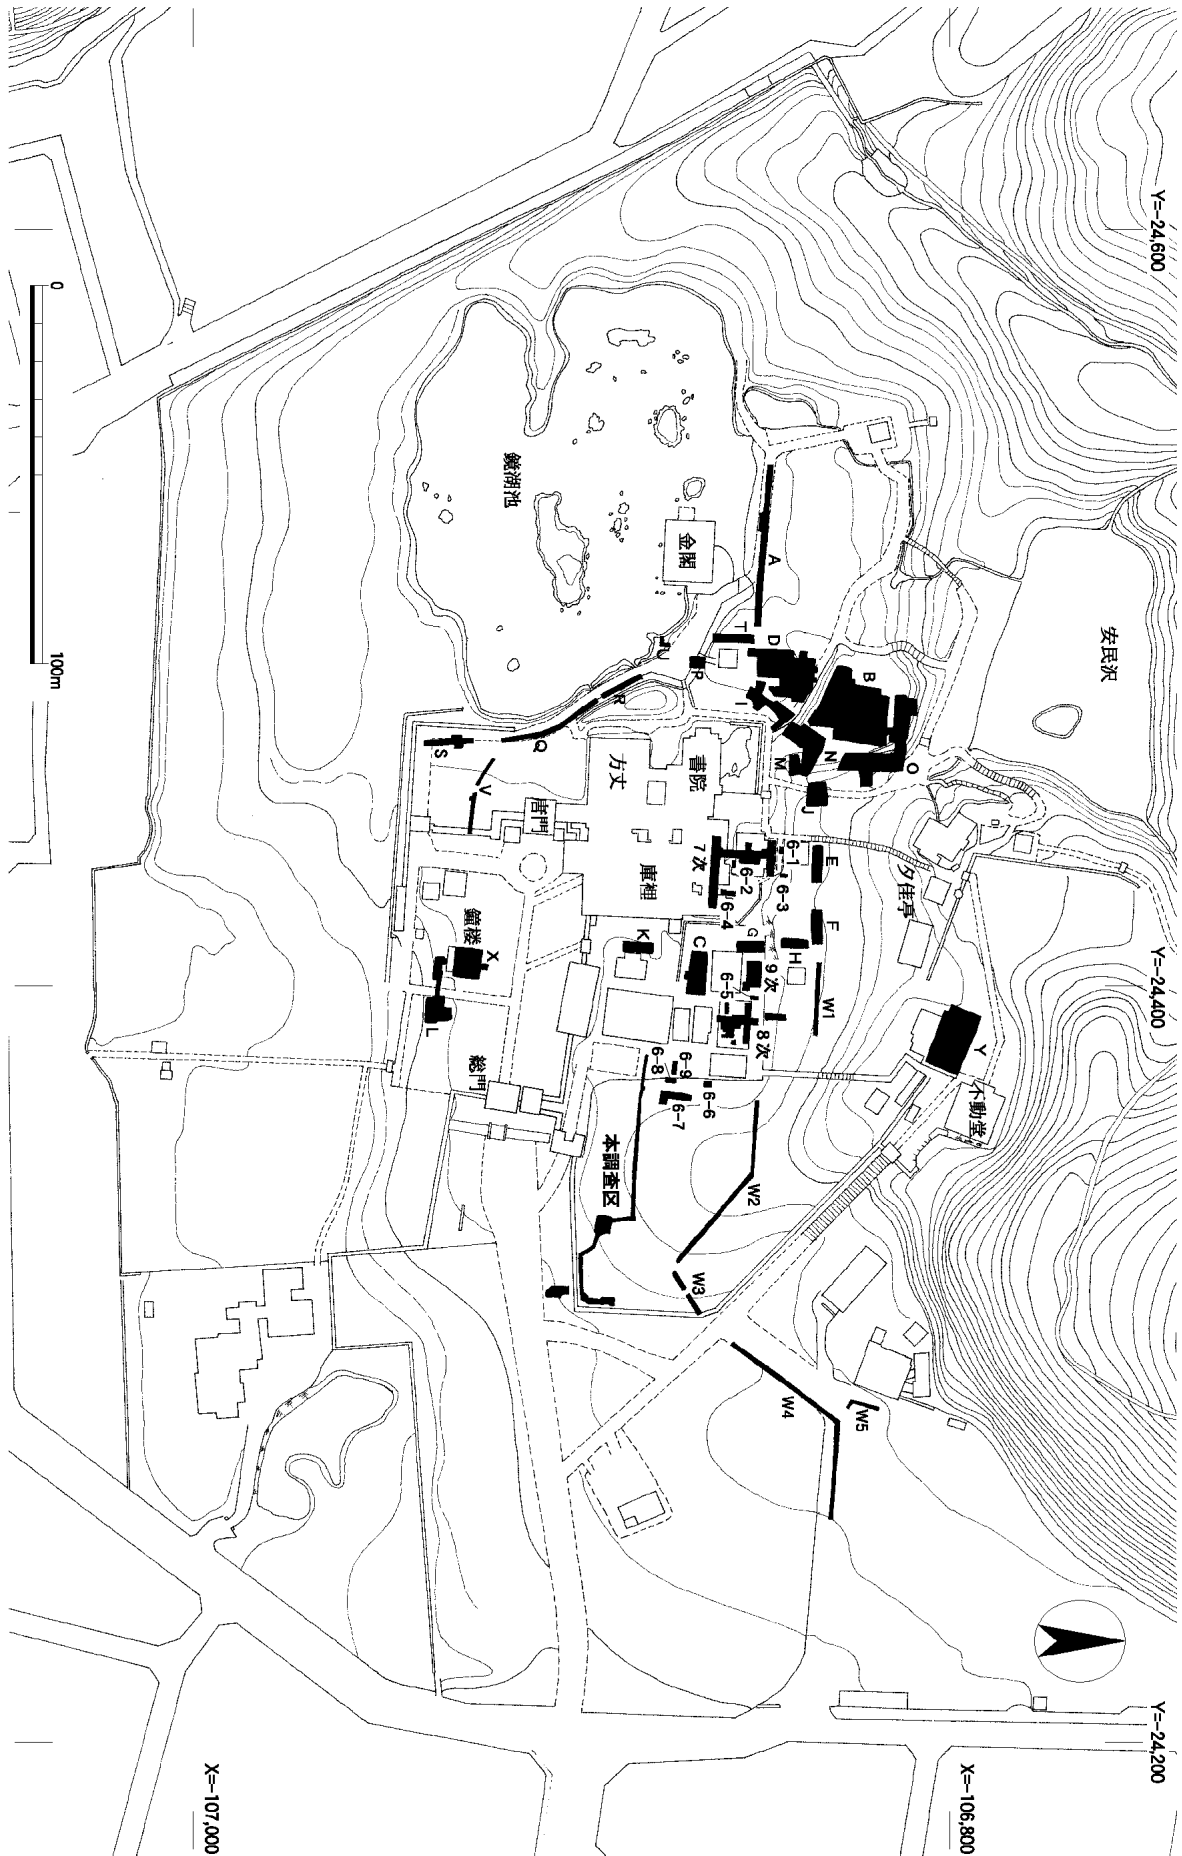 Y=-24,600
Y=-24,400
Y=-24,200
X=-106,800
X=-107,000
0
100m
安民沢
鏡湖池
金閣
A
T
D
B
U
P
R
I
Q
S
V
M
N
O
J
方丈
書院
唐門
庫裡
7次
6-1
6-2
6-3
6-4
E
F
夕佳亭
鐘楼
X
L
K
C
G
H
9次
6-5
8次
W1
Y
不動堂
総門
6-8
6-9
6-6
6-7
本調査区
W2
W3
W4
W5